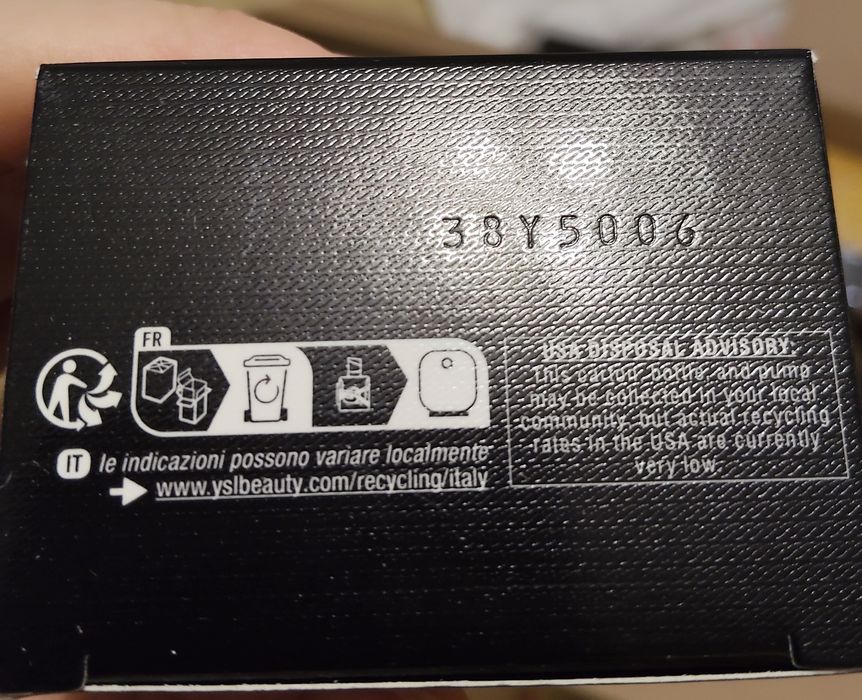 38Y5006
FR
IT le indicazioni possono variare localmente
www.yslbeauty.com/recycling/italy
USA DISPOSAL ADVISORY:
This carton, bottle, and pump
may be collected in your local
community, but actual recycling
rates in the USA are currently
very low.